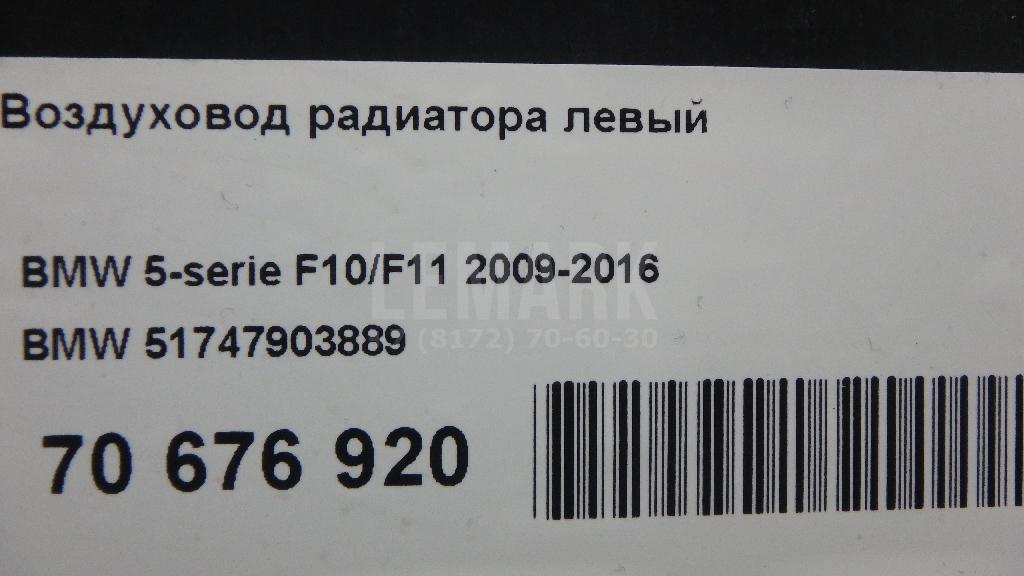 Воздуховод радиатора левый
BMW 5-serie F10/F11 2009-2016
LEMARK
BMW 51747903889
(8172) 70-60-30
70 676 920